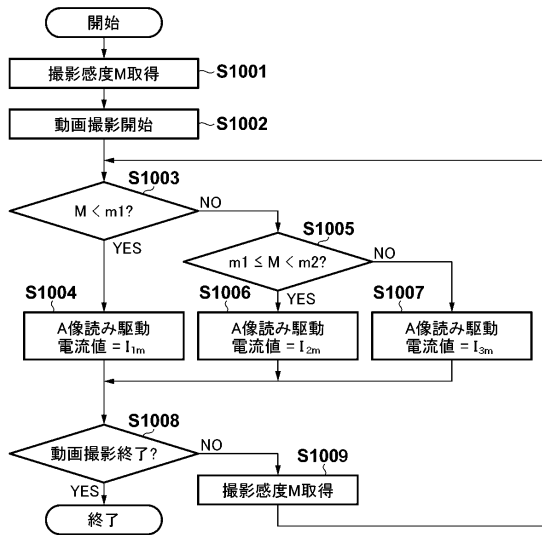 開始
撮影感度M取得
S1001
動画撮影開始
S1002
S1003
M < m1?
NO
YES
S1005
m1 ≤ M < m2?
NO
YES
S1004
A像読み駆動
電流値 = I1m
S1006
A像読み駆動
電流値 = I2m
S1007
A像読み駆動
電流値 = I3m
S1008
動画撮影終了?
NO
YES
S1009
撮影感度M取得
終了